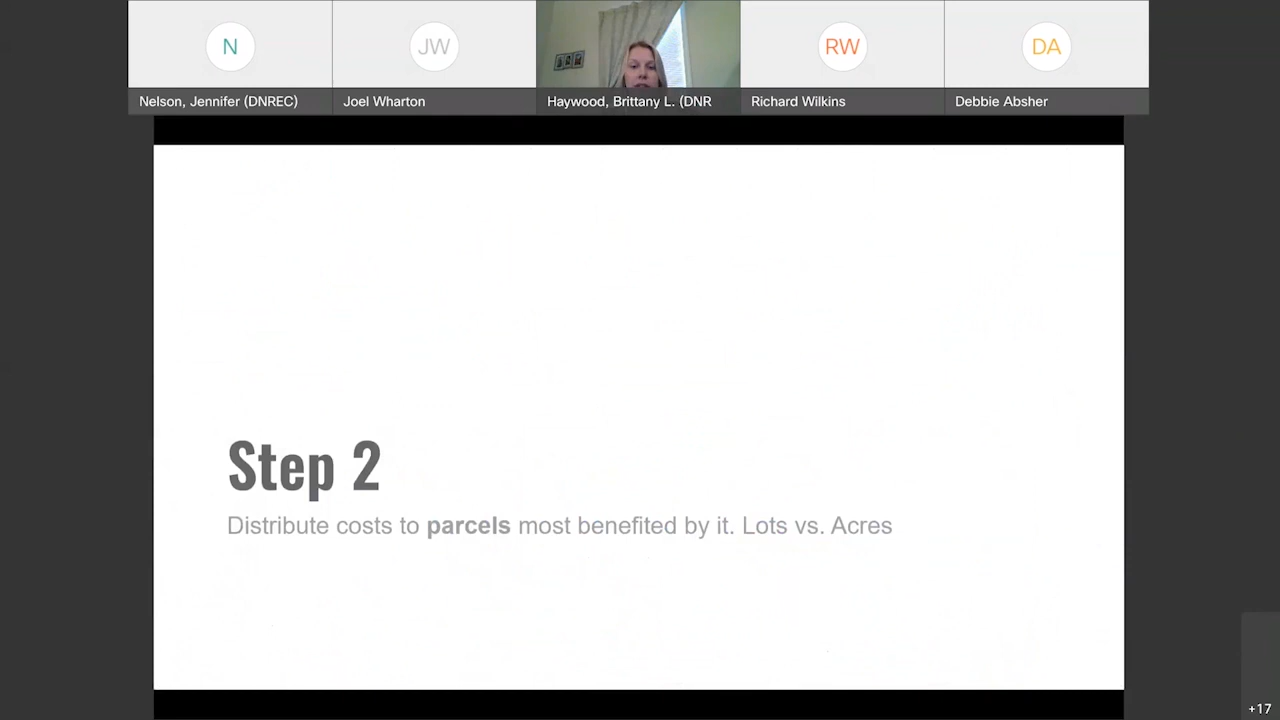 N
JW
RW
DA
Nelson, Jennifer (DNREC)
Joel Wharton
Haywood, Brittany L. (DNR
Richard Wilkins
Debbie Absher
Step 2
Distribute costs to parcels most benefited by it. Lots vs. Acres
+17